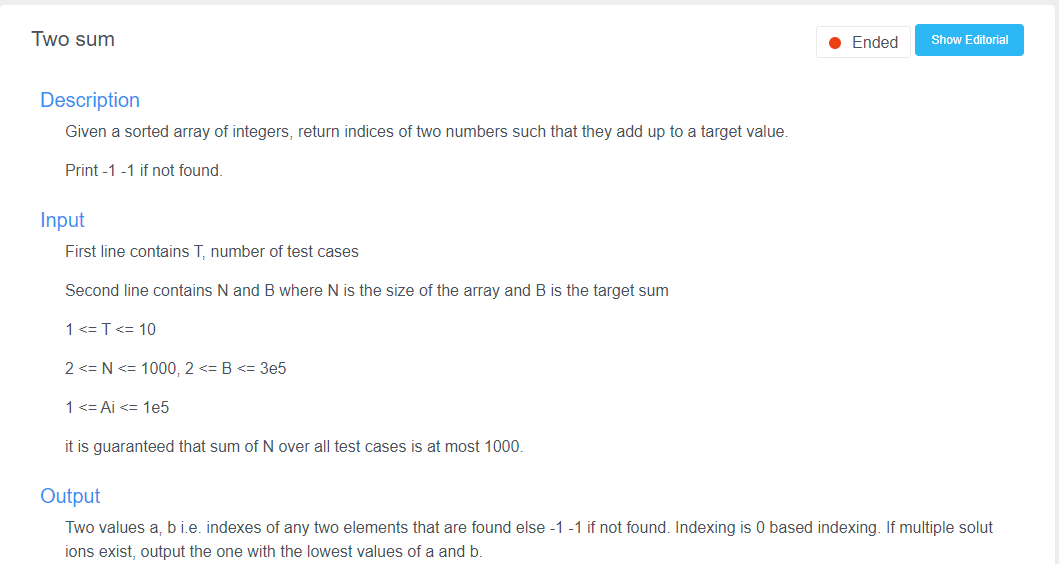 Two sum
Ended
Show Editorial
Description
Given a sorted array of integers, return indices of two numbers such that they add up to a target value.
Print -1 -1 if not found.
Input
First line contains T, number of test cases
Second line contains N and B where N is the size of the array and B is the target sum
1 <= T <= 10
2 <= N <= 1000, 2 <= B <= 3e5
1 <= Ai <= 1e5
it is guaranteed that sum of N over all test cases is at most 1000.
Output
Two values a, b i.e. indexes of any two elements that are found else -1 -1 if not found. Indexing is 0 based indexing. If multiple solut
ions exist, output the one with the lowest values of a and b.